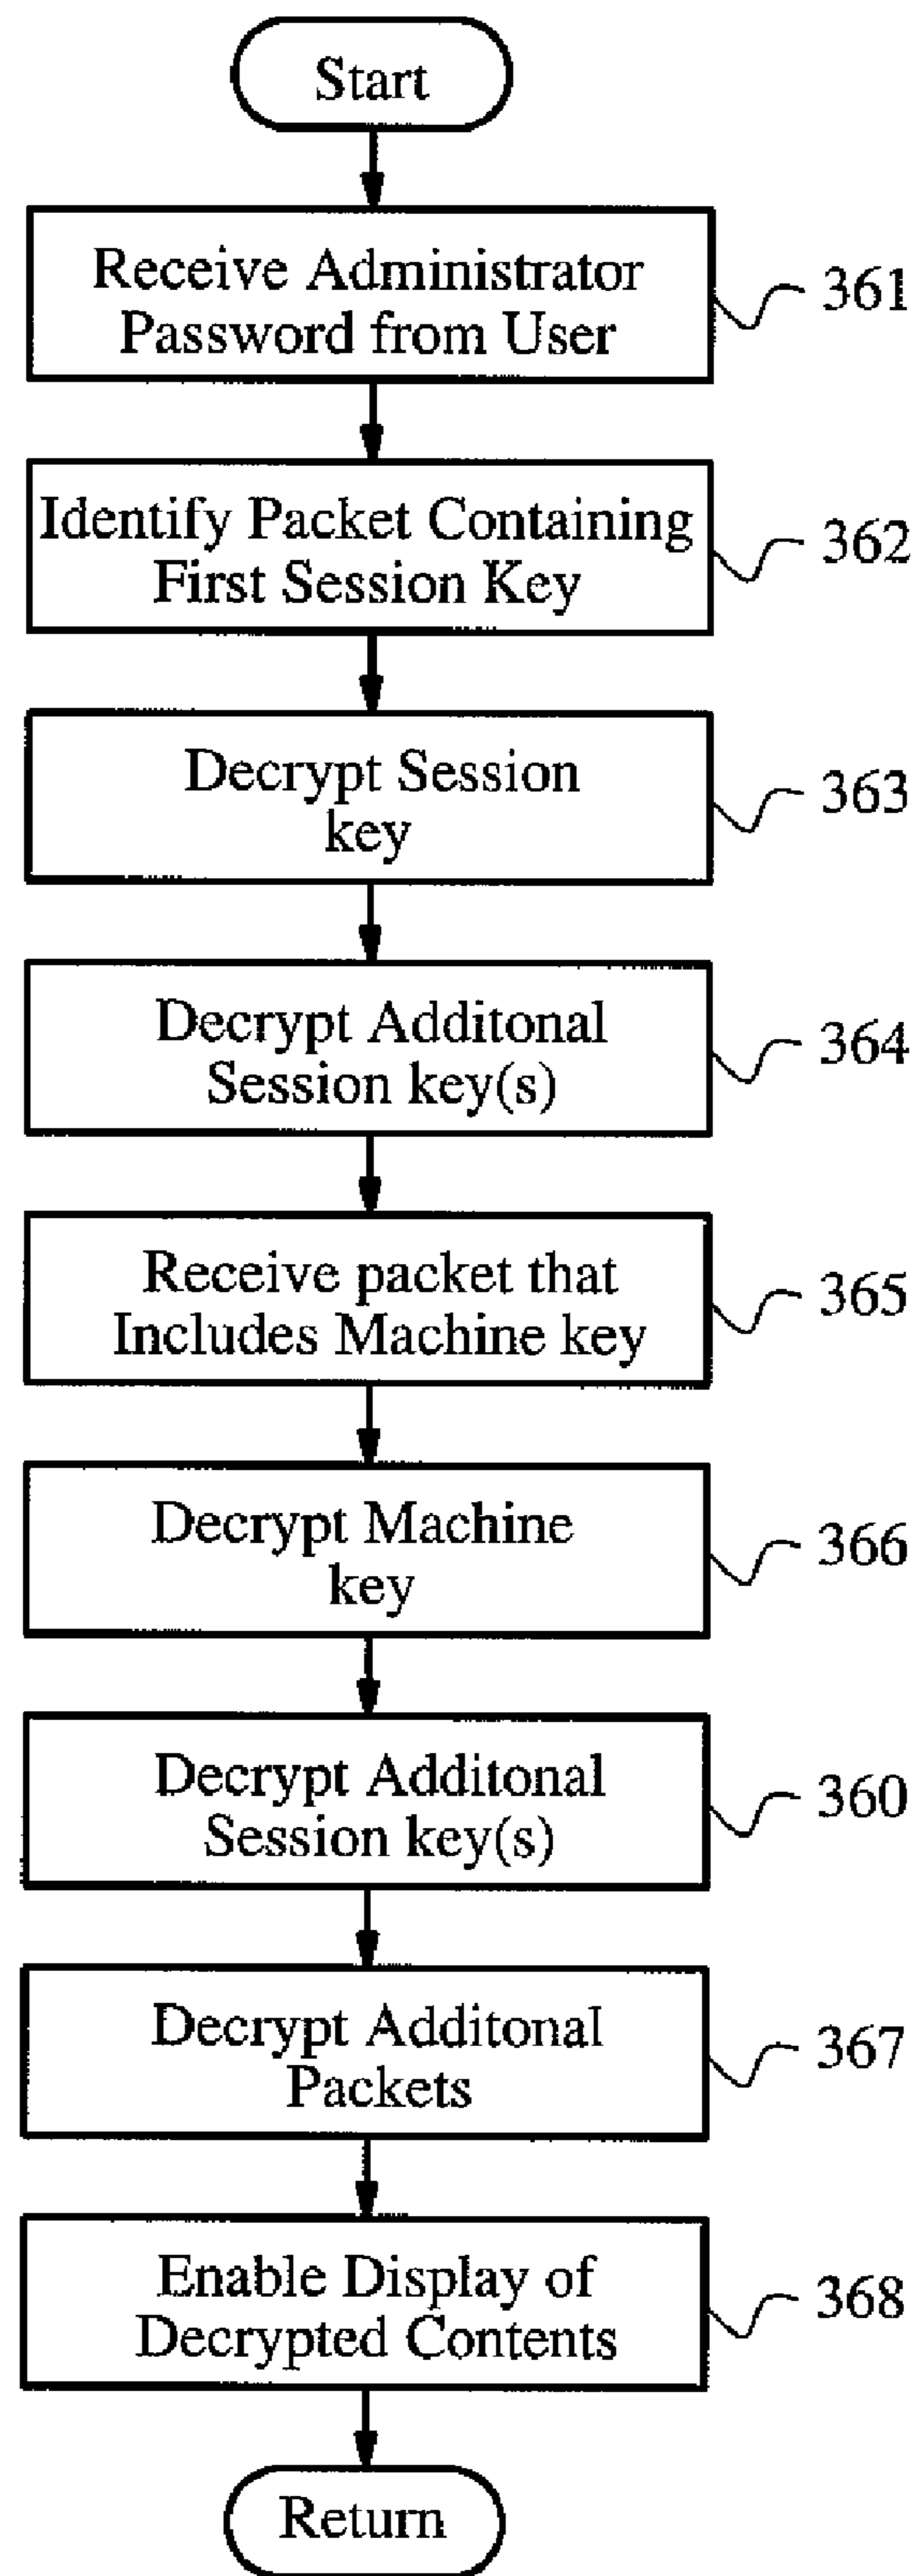 Start
Receive Administrator
Password from User
361
Identify Packet Containing
First Session Key
362
Decrypt Session
key
363
Decrypt Additonal
Session key(s)
364
Receive packet that
Includes Machine key
365
Decrypt Machine
key
366
Decrypt Additonal
Session key(s)
360
Decrypt Additonal
Packets
367
Enable Display of
Decrypted Contents
368
Return